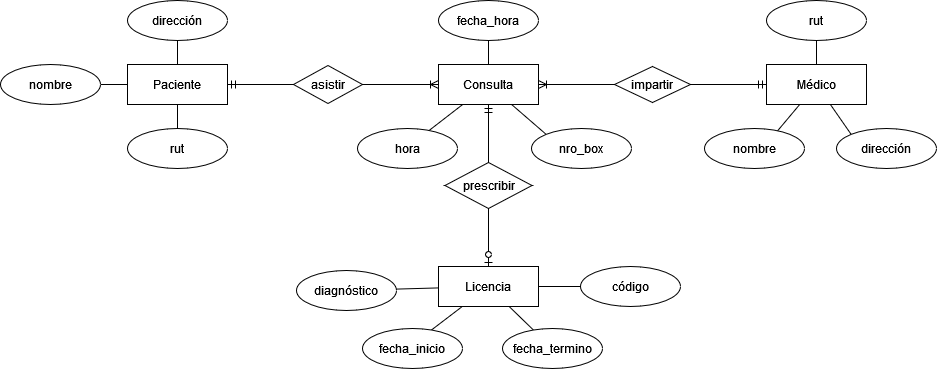 dirección
fecha_hora
rut
nombre
Paciente
asistir
Consulta
impartir
Médico
rut
hora
nro_box
nombre
dirección
prescribir
diagnóstico
Licencia
código
fecha_inicio
fecha_termino